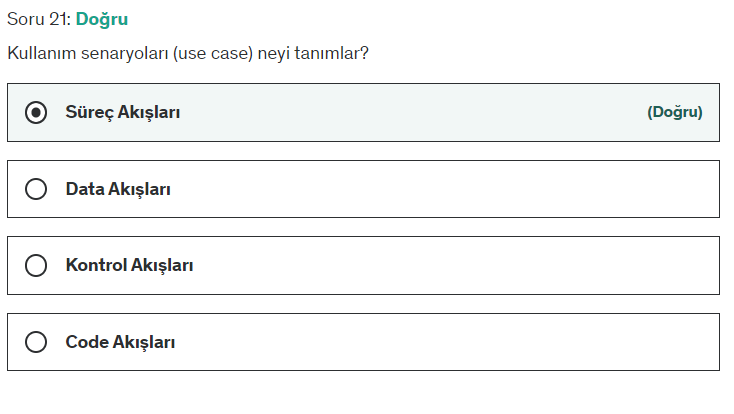 Soru 21: Doğru
Kullanım senaryoları (use case) neyi tanımlar?
Süreç Akışları (Doğru)
Data Akışları
Kontrol Akışları
Code Akışları